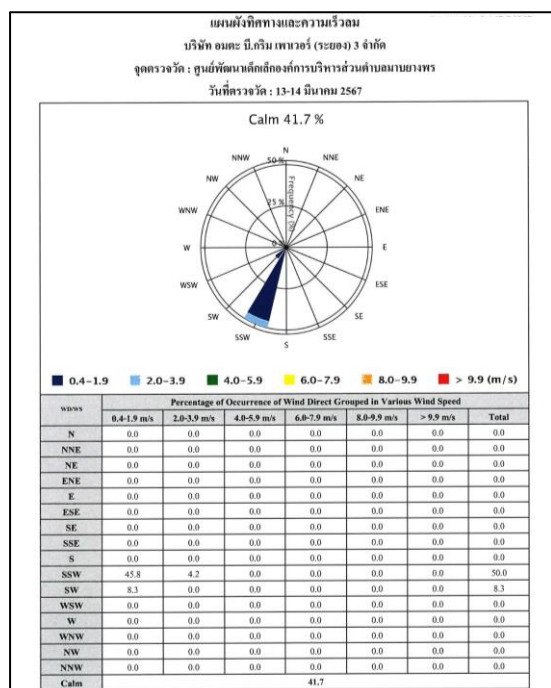 แผนผังทิศทางและความเร็วลม
บริษัท อมตะ บี.กริม เพาเวอร์ (ระยอง) 3 จำกัด
จุดตรวจวัด : ศูนย์พัฒนาเด็กเล็กองค์การบริหารส่วนตำบลมาบยางพร
วันที่ตรวจวัด : 13-14 มีนาคม 2567
Calm 41.7 %
N
NNW 50 % NNE
NW NE
WNW 25 % Frequency (%) ENE
W 0 E
WSW ESE
SW SE
SSW SSE
S
0.4-1.9 2.0-3.9 4.0-5.9 6.0-7.9 8.0-9.9 > 9.9 (m/s)
WD/WS Percentage of Occurrence of Wind Direct Grouped in Various Wind Speed
0.4-1.9 m/s 2.0-3.9 m/s 4.0-5.9 m/s 6.0-7.9 m/s 8.0-9.9 m/s > 9.9 m/s Total
N 0.0 0.0 0.0 0.0 0.0 0.0 0.0
NNE 0.0 0.0 0.0 0.0 0.0 0.0 0.0
NE 0.0 0.0 0.0 0.0 0.0 0.0 0.0
ENE 0.0 0.0 0.0 0.0 0.0 0.0 0.0
E 0.0 0.0 0.0 0.0 0.0 0.0 0.0
ESE 0.0 0.0 0.0 0.0 0.0 0.0 0.0
SE 0.0 0.0 0.0 0.0 0.0 0.0 0.0
SSE 0.0 0.0 0.0 0.0 0.0 0.0 0.0
S 0.0 0.0 0.0 0.0 0.0 0.0 0.0
SSW 45.8 4.2 0.0 0.0 0.0 0.0 50.0
SW 8.3 0.0 0.0 0.0 0.0 0.0 8.3
WSW 0.0 0.0 0.0 0.0 0.0 0.0 0.0
W 0.0 0.0 0.0 0.0 0.0 0.0 0.0
WNW 0.0 0.0 0.0 0.0 0.0 0.0 0.0
NW 0.0 0.0 0.0 0.0 0.0 0.0 0.0
NNW 0.0 0.0 0.0 0.0 0.0 0.0 0.0
Calm 41.7